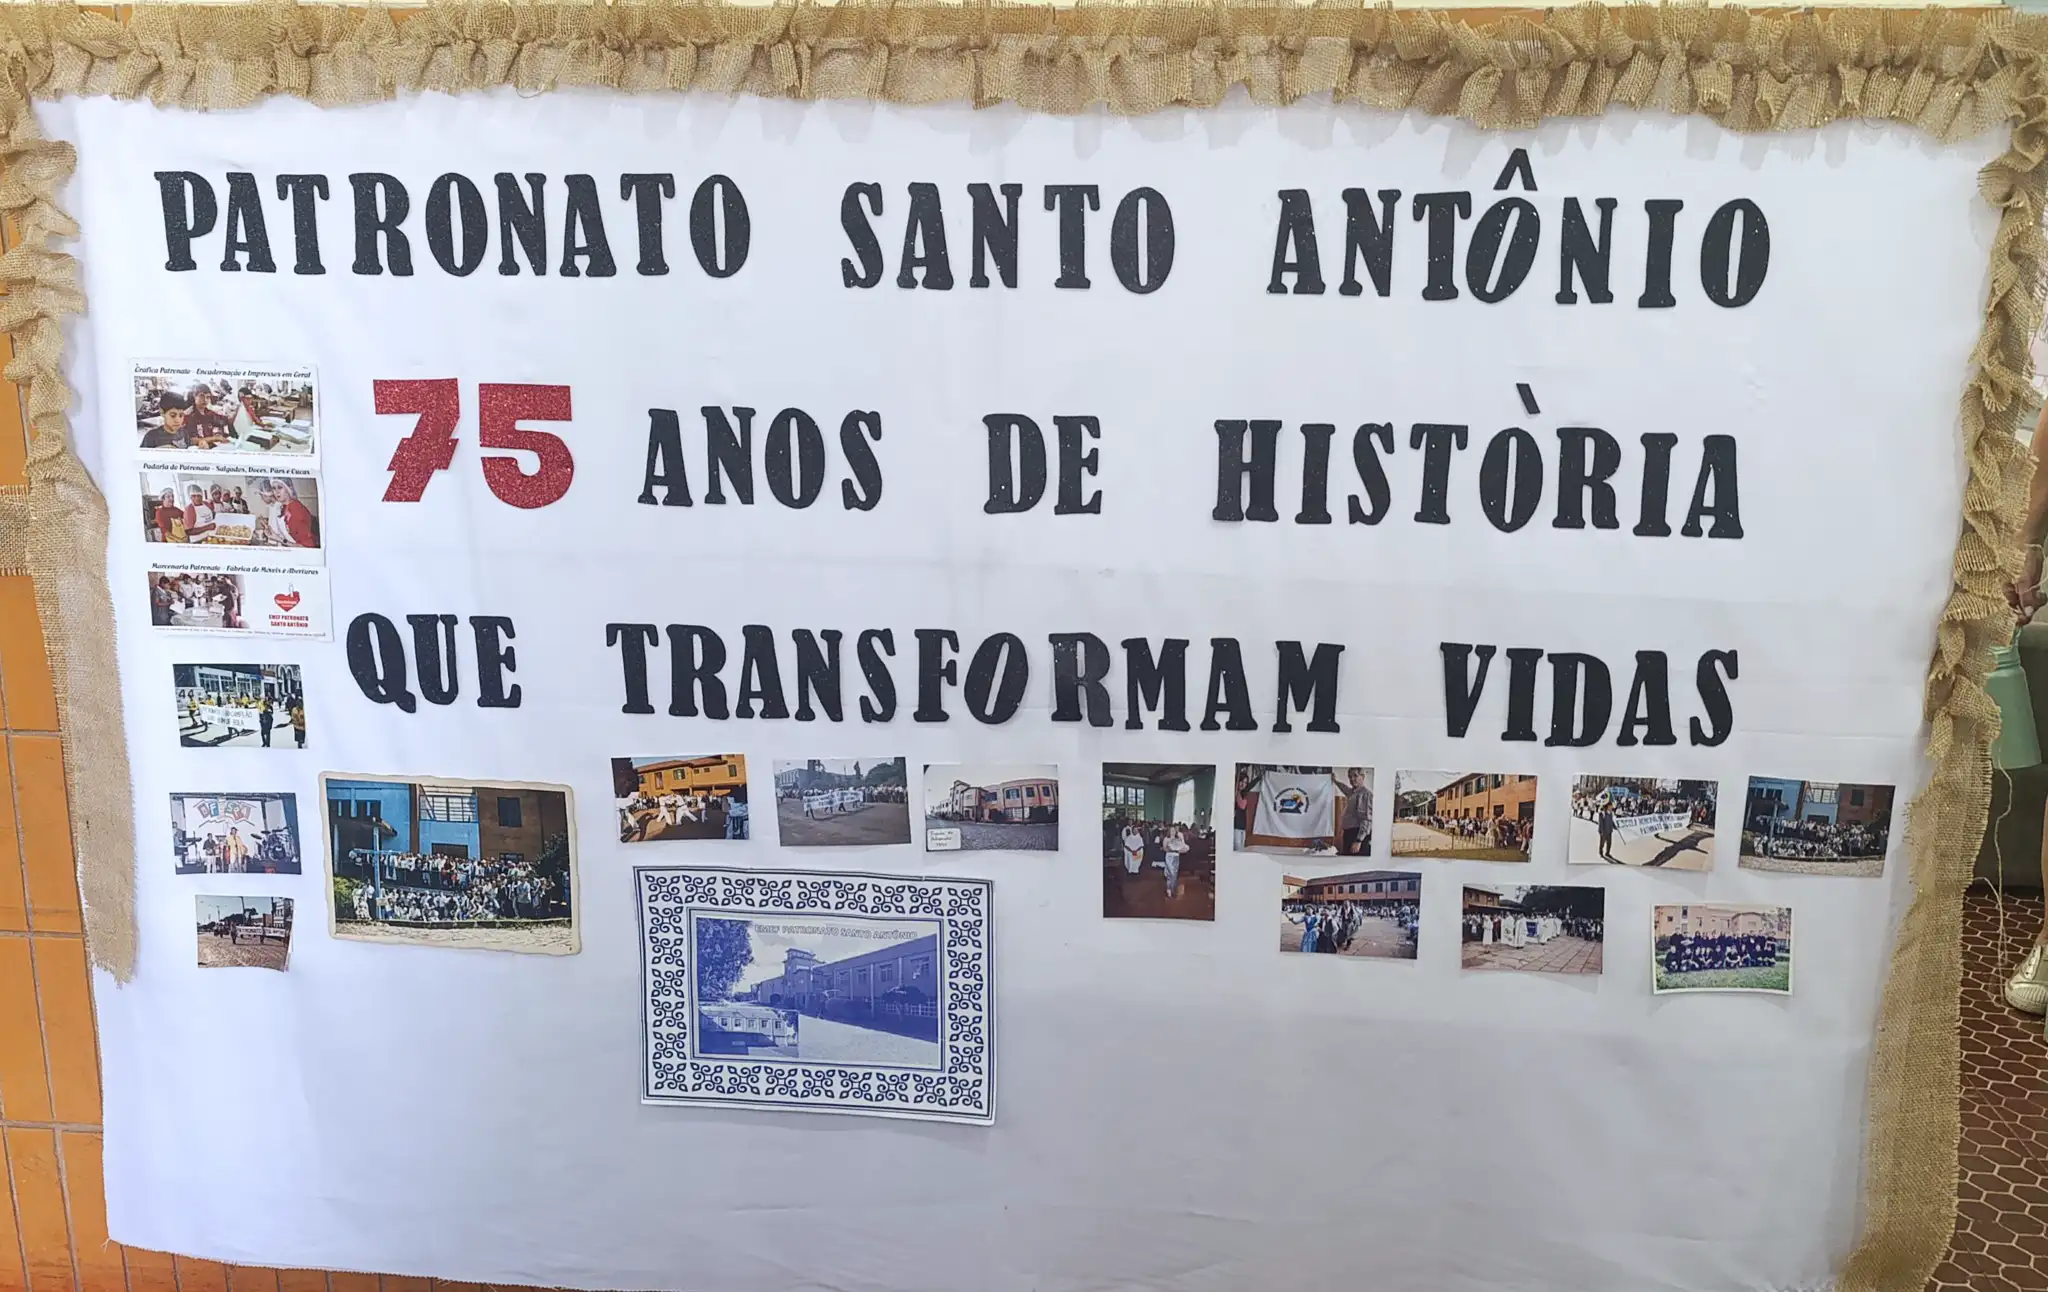 PATRONATO SANTO ANTÔNIO
75 ANOS DE HISTÒRIA
QUE TRANSFORMAM VIDAS
Gráfica Patronato - Encadernação e Impressos em Geral
Padaria do Patronato - Salgados, Doces, Pães e Cucas
Marcenaria Patronato - Fábrica de Móveis e Aberturas
EMEF PATRONATO
SANTO ANTÔNIO
EMEF PATRONATO SANTO ANTÔNIO